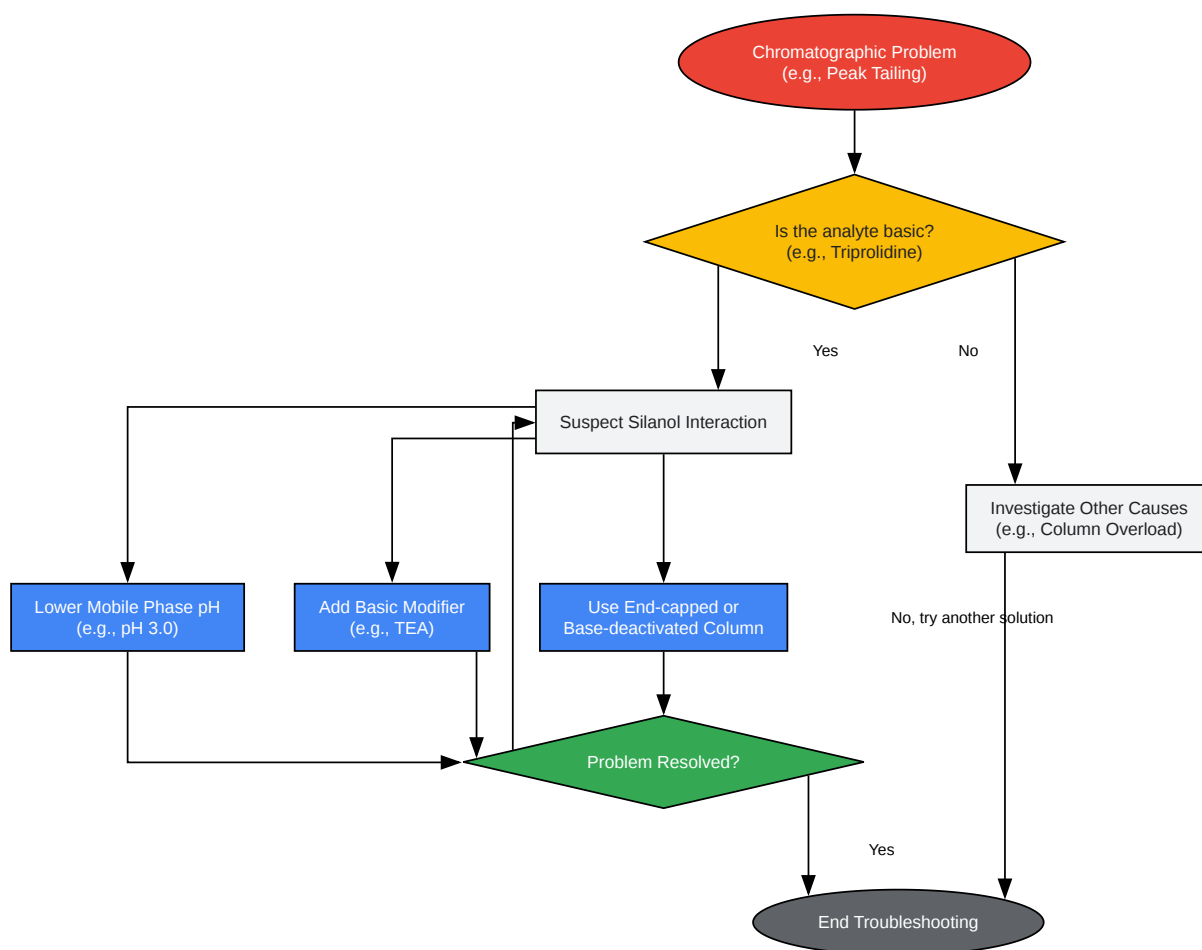 Chromatographic Problem
(e.g., Peak Tailing)
Is the analyte basic?
(e.g., Triprolidine)
Yes
No
Suspect Silanol Interaction
Investigate Other Causes
(e.g., Column Overload)
Lower Mobile Phase pH
(e.g., pH 3.0)
Add Basic Modifier
(e.g., TEA)
Use End-capped or
Base-deactivated Column
No, try another solution
Problem Resolved?
Yes
End Troubleshooting